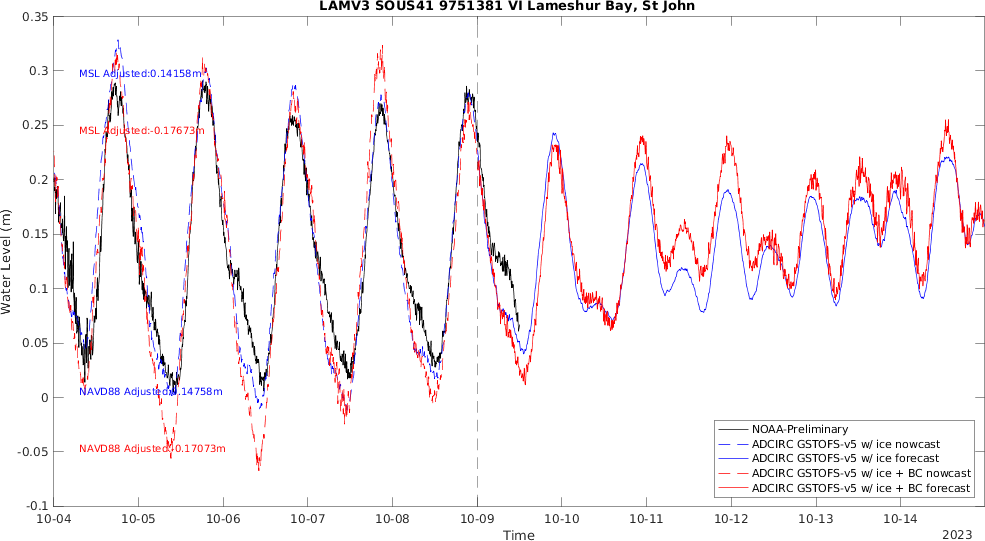 LAMV3 SOUS41 9751381 VI Lameshur Bay, St John
0.35
0.3
0.25
0.2
0.15
0.1
0.05
0
-0.05
-0.1
Water Level (m)
MSL Adjusted:0.14158m
MSL Adjusted:-0.17673m
NAVD88 Adjusted:0.14758m
NAVD88 Adjusted:-0.17073m
NOAA-Preliminary
ADCIRC GSTOFS-v5 w/ ice nowcast
ADCIRC GSTOFS-v5 w/ ice forecast
ADCIRC GSTOFS-v5 w/ ice + BC nowcast
ADCIRC GSTOFS-v5 w/ ice + BC forecast
10-04 10-05 10-06 10-07 10-08 10-09 10-10 10-11 10-12 10-13 10-14
Time
2023